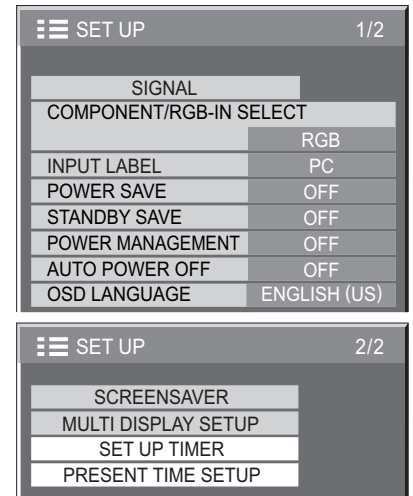 SET UP 1/2
SIGNAL
COMPONENT/RGB-IN SELECT
RGB
INPUT LABEL PC
POWER SAVE OFF
STANDBY SAVE OFF
POWER MANAGEMENT OFF
AUTO POWER OFF OFF
OSD LANGUAGE ENGLISH (US)
SET UP 2/2
SCREENSAVER
MULTI DISPLAY SETUP
SET UP TIMER
PRESENT TIME SETUP